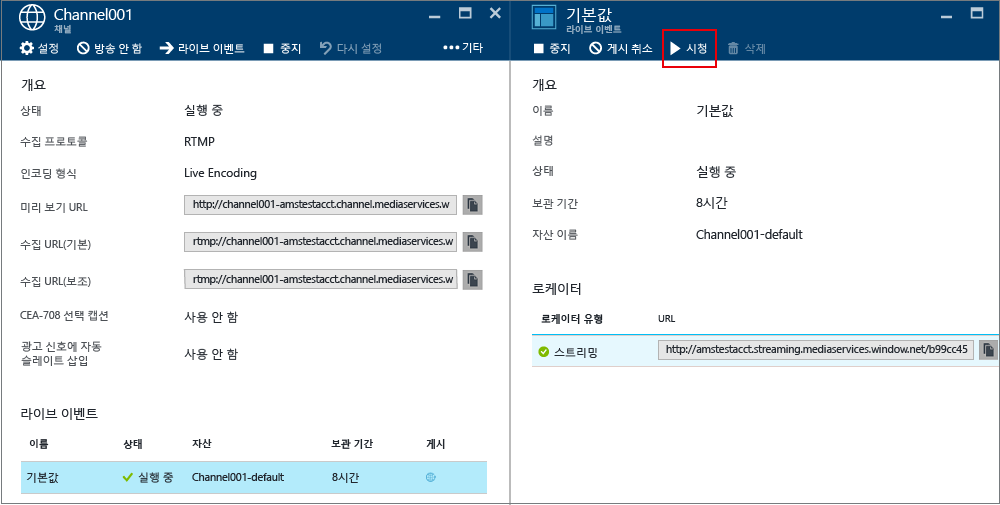 Channel001
채널
설정 방송 안 함 라이브 이벤트 중지 다시 설정 기타
개요
상태 실행 중
수집 프로토콜 RTMP
인코딩 형식 Live Encoding
미리 보기 URL http://channel001-amstestacct.channel.mediaservices.w
수집 URL(기본) rtmp://channel001-amstestacct.channel.mediaservices.w
수집 URL(보조) rtmp://channel001-amstestacct.channel.mediaservices.w
CEA-708 선택 캡션 사용 안 함
광고 신호에 자동
슬레이트 삽입 사용 안 함
라이브 이벤트
이름 상태 자산 보관 기간 게시
기본값 실행 중 Channel001-default 8시간
기본값
라이브 이벤트
중지 게시 취소 시청 삭제
개요
이름 기본값
설명
상태 실행 중
보관 기간 8시간
자산 이름 Channel001-default
로케이터
로케이터 유형 URL
스트리밍 http://amstestacct.streaming.mediaservices.window.net/b99cc45